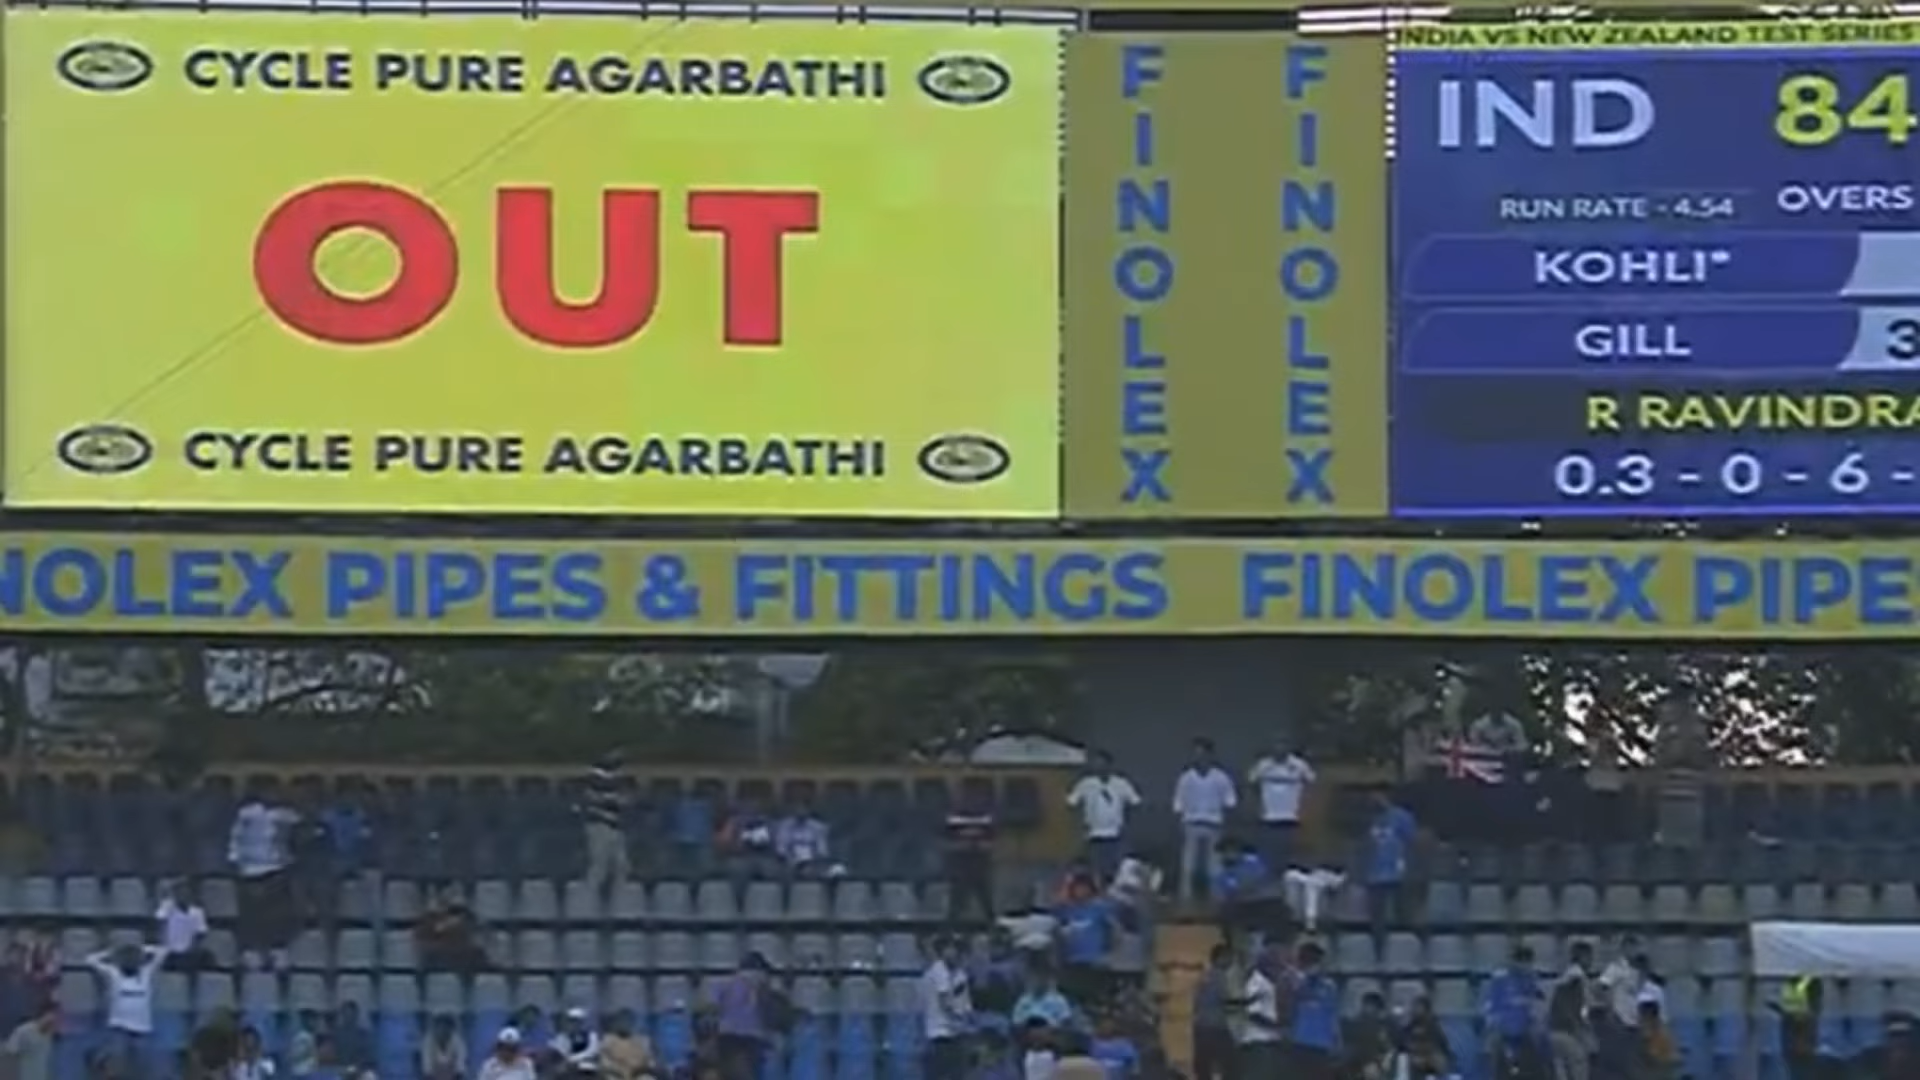 CYCLE PURE AGARBATHI
OUT
CYCLE PURE AGARBATHI
FINOLEX
FINOLEX
INDIA VS NEW ZEALAND TEST SERIES
IND 84
RUN RATE - 4.54 OVERS
KOHLI*
GILL 3
R RAVINDRA
0.3 - 0 - 6 -
NOLEX PIPES & FITTINGS FINOLEX PIPE